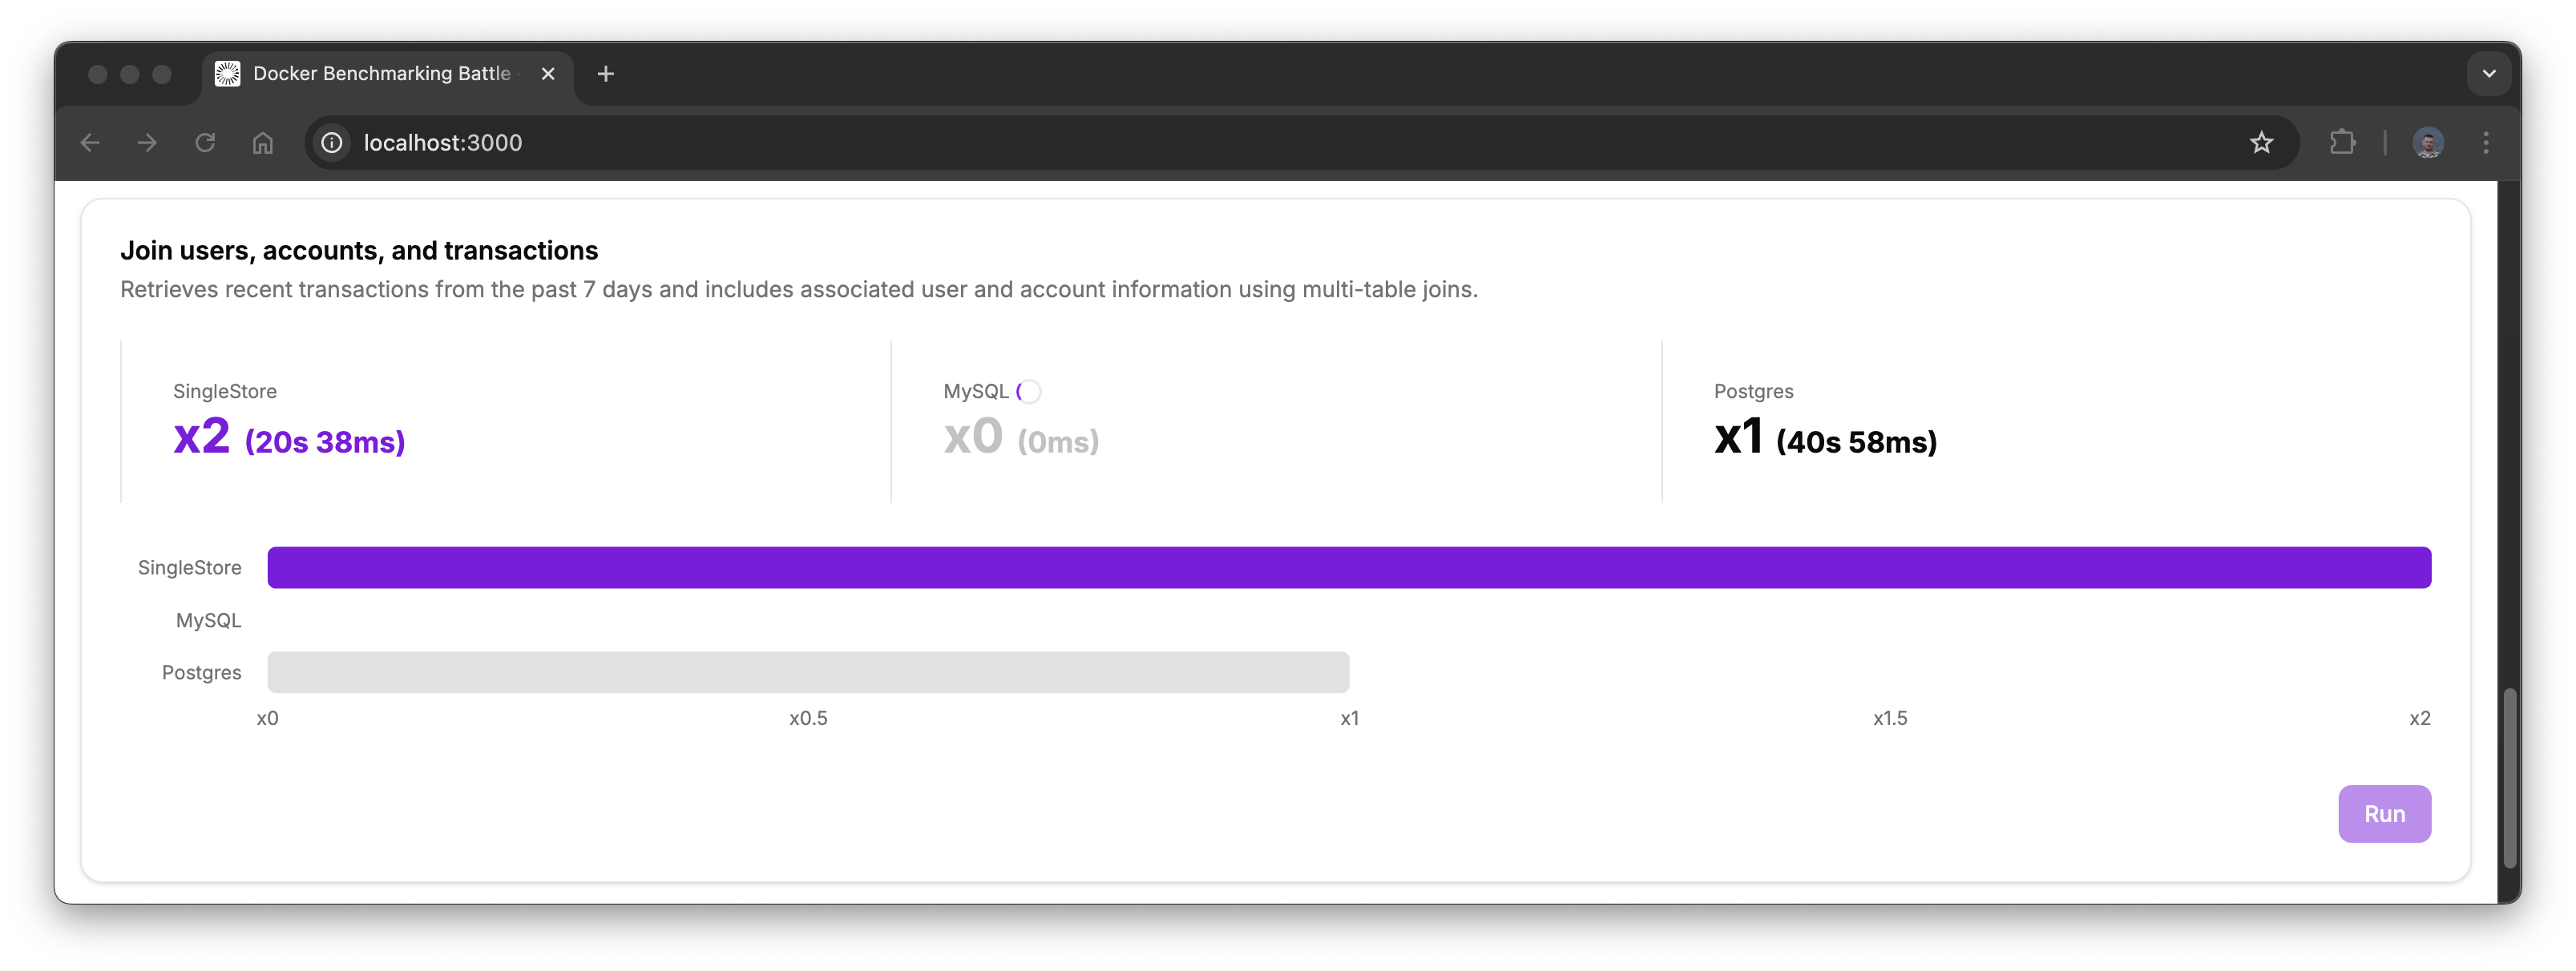 Docker Benchmarking Battle
localhost:3000
Join users, accounts, and transactions
Retrieves recent transactions from the past 7 days and includes associated user and account information using multi-table joins.
SingleStore
x2 (20s 38ms)
MySQL
x0 (0ms)
Postgres
x1 (40s 58ms)
SingleStore
MySQL
Postgres
x0 x0.5 x1 x1.5 x2
Run